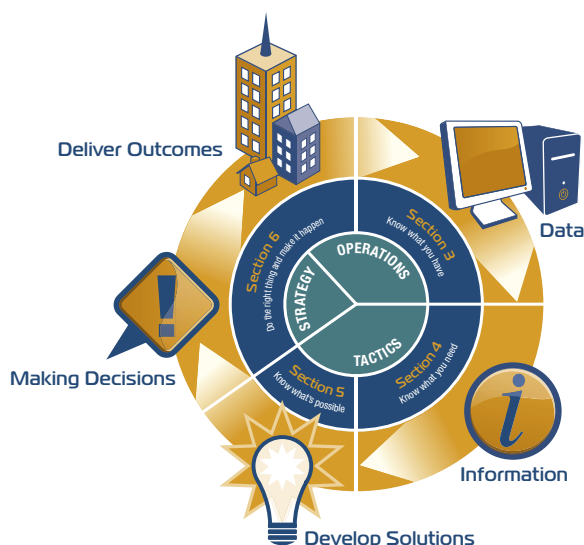 Deliver Outcomes
Data
Section 6
Do the right thing and make it happen
Section 3
Know what you have
OPERATIONS
STRATEGY
TACTICS
Making Decisions
Section 5
Know what's possible
Section 4
Know what you need
i
Information
Develop Solutions